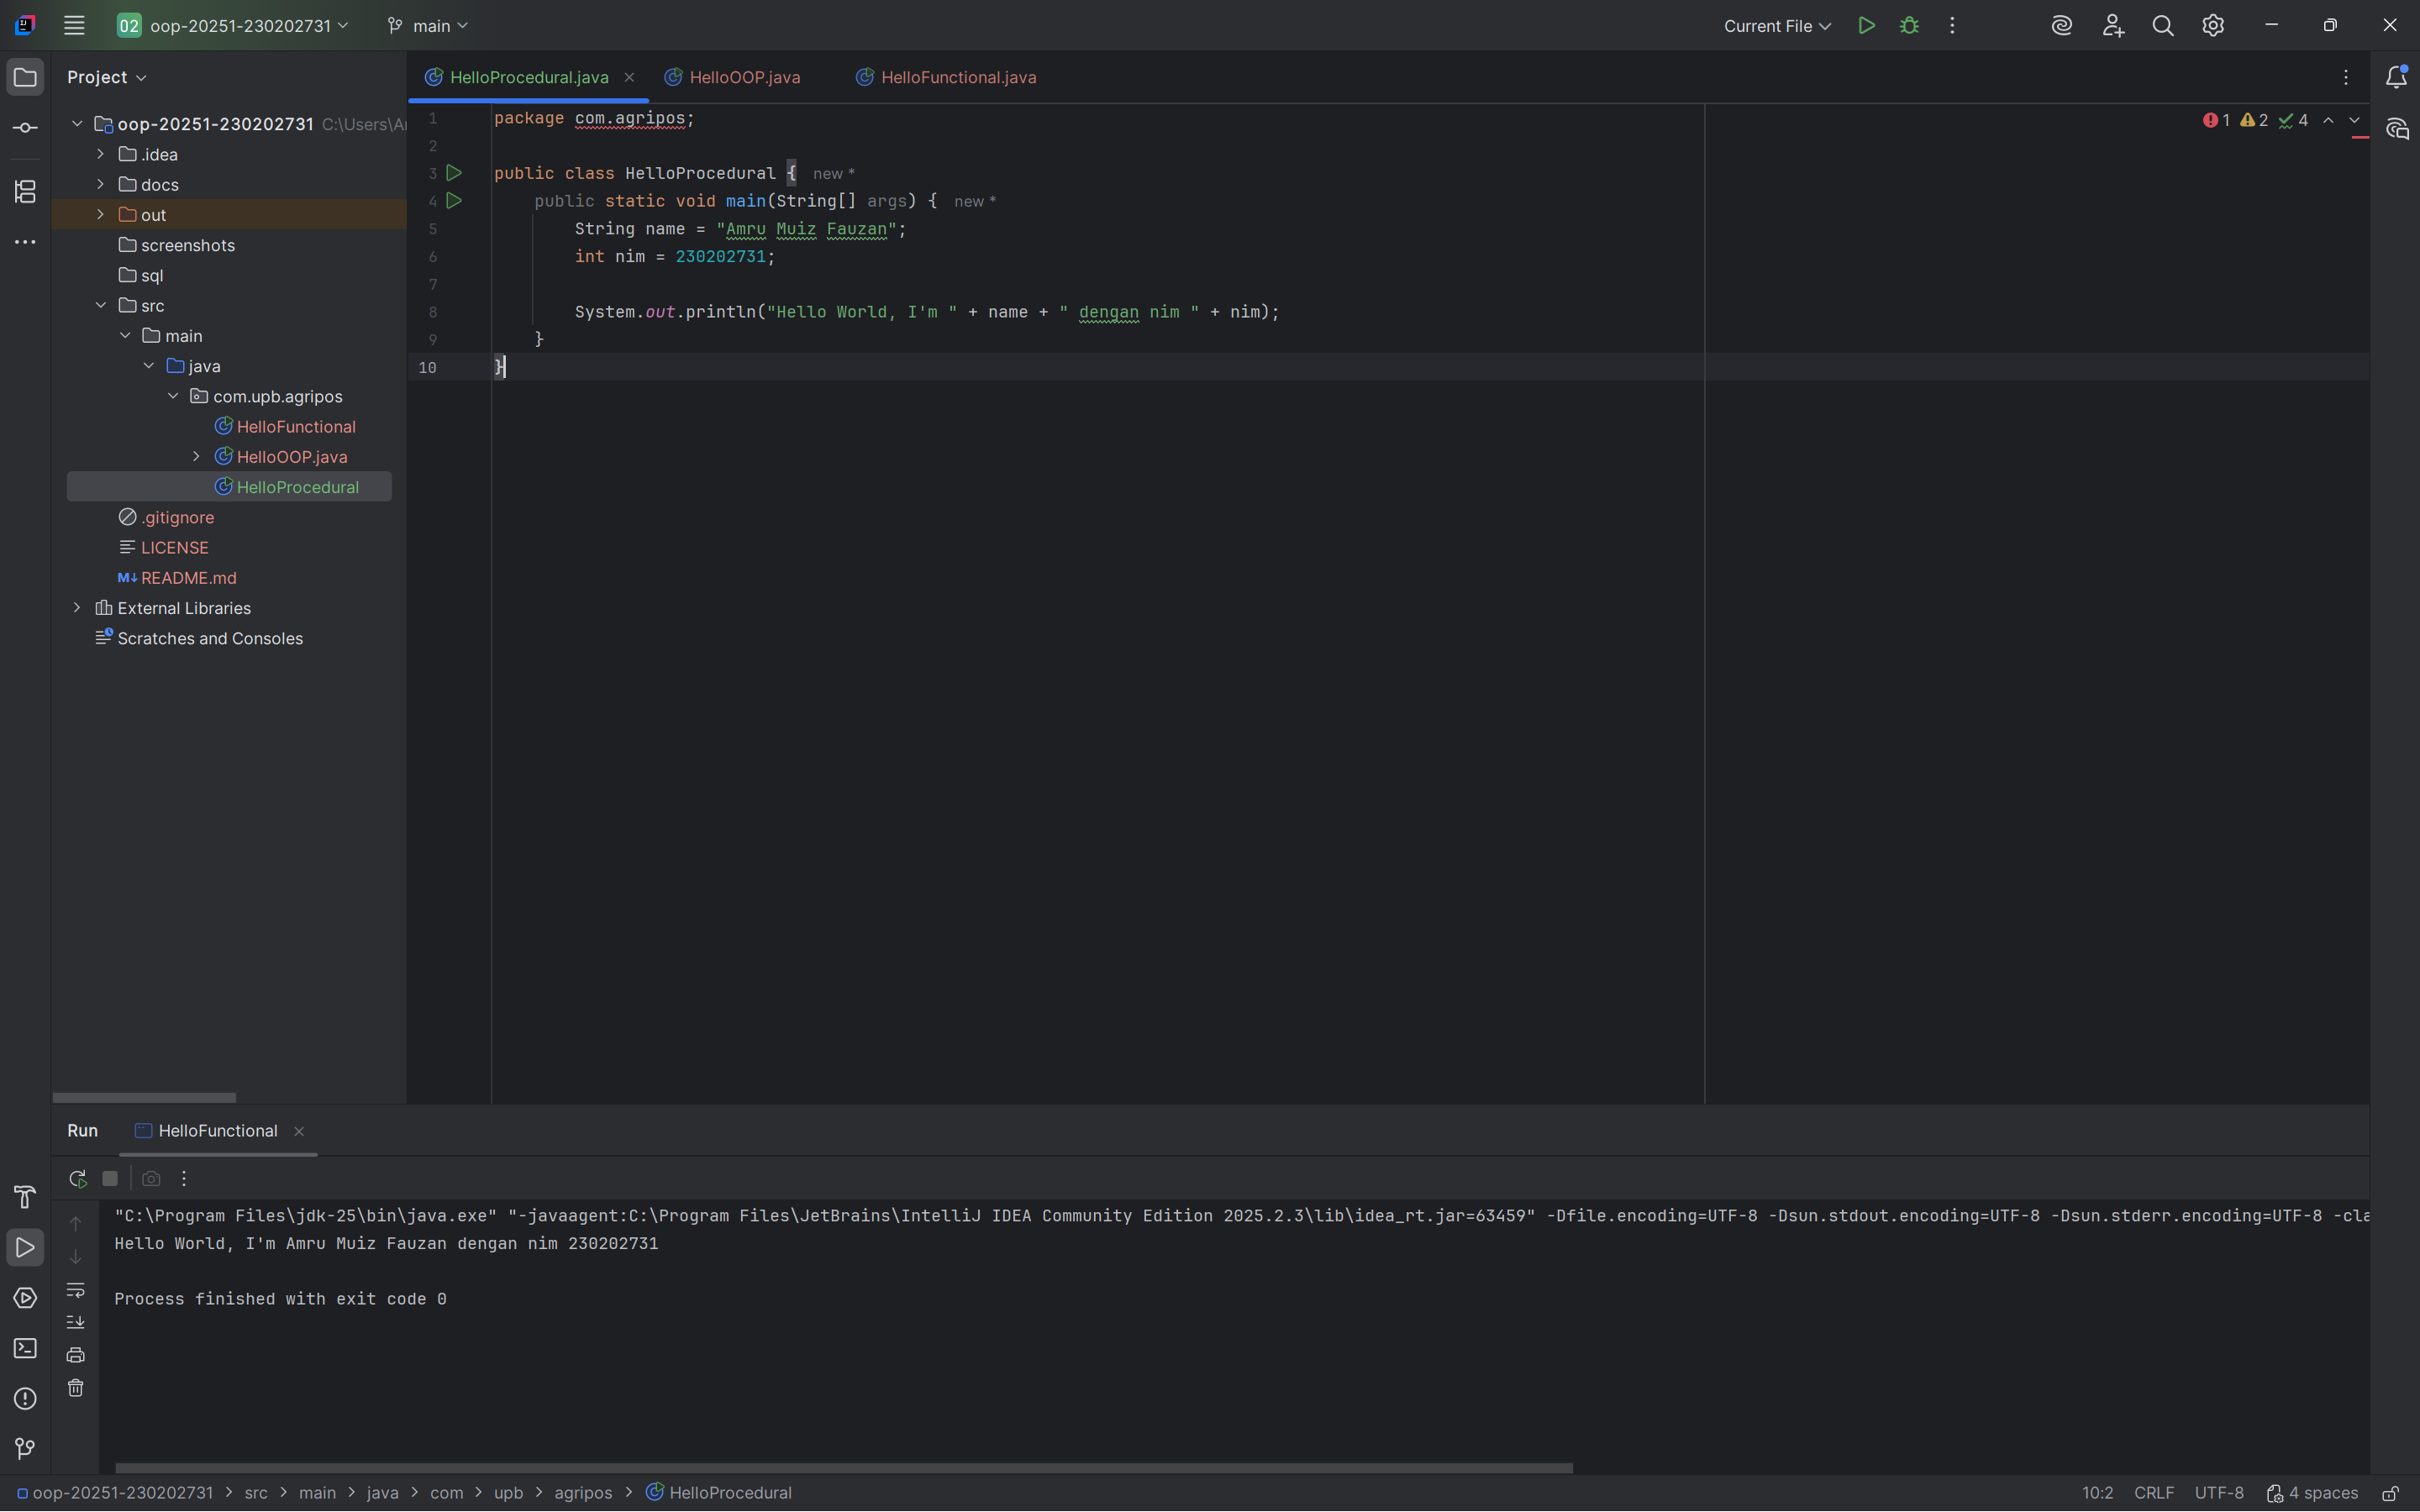 02 oop-20251-230202731 main Current File
Project
HelloProcedural.java HelloOOP.java HelloFunctional.java
oop-20251-230202731 C:\Users\A
.idea
docs
out
screenshots
sql
src
main
java
com.upb.agripos
HelloFunctional
HelloOOP.java
HelloProcedural
.gitignore
LICENSE
README.md
External Libraries
Scratches and Consoles
1 package com.agripos;
2
3 public class HelloProcedural { new *
4 public static void main(String[] args) { new *
5 String name = "Amru Muiz Fauzan";
6 int nim = 230202731;
7
8 System.out.println("Hello World, I'm " + name + " dengan nim " + nim);
9 }
10 }
1 2 4
Run HelloFunctional
"C:\Program Files\jdk-25\bin\java.exe" "-javaagent:C:\Program Files\JetBrains\IntelliJ IDEA Community Edition 2025.2.3\lib\idea_rt.jar=63459" -Dfile.encoding=UTF-8 -Dsun.stdout.encoding=UTF-8 -Dsun.stderr.encoding=UTF-8 -cla
Hello World, I'm Amru Muiz Fauzan dengan nim 230202731
Process finished with exit code 0
oop-20251-230202731 > src > main > java > com > upb > agripos > HelloProcedural
10:2 CRLF UTF-8 4 spaces